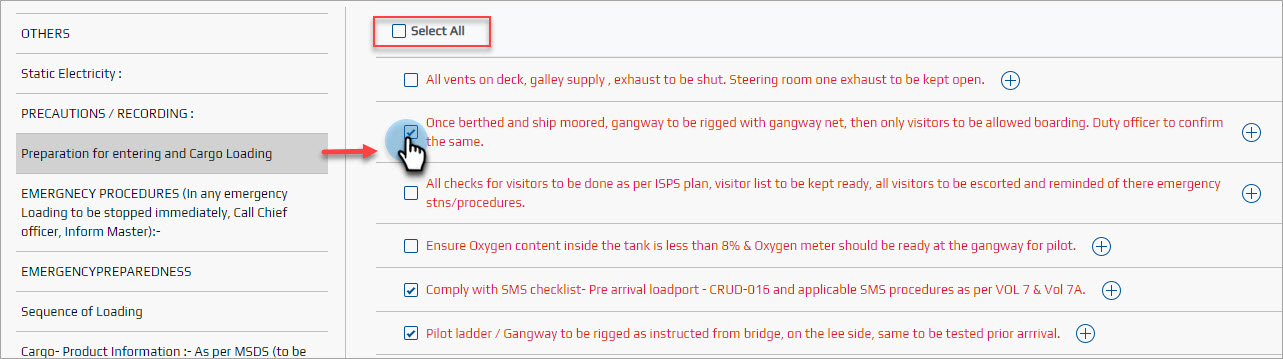 OTHERS
Static Electricity :
PRECAUTIONS / RECORDING :
Preparation for entering and Cargo Loading
EMERGNECY PROCEDURES (In any emergency
Loading to be stopped immediately, Call Chief
officer, Inform Master):-
EMERGENCYPREPAREDNESS
Sequence of Loading
Cargo- Product Information :- As per MSDS (to be
Select All
All vents on deck, galley supply , exhaust to be shut. Steering room one exhaust to be kept open.
Once berthed and ship moored, gangway to be rigged with gangway net, then only visitors to be allowed boarding. Duty officer to confirm
the same.
All checks for visitors to be done as per ISPS plan, visitor list to be kept ready, all visitors to be escorted and reminded of there emergency
stns/procedures.
Ensure Oxygen content inside the tank is less than 8% & Oxygen meter should be ready at the gangway for pilot.
Comply with SMS checklist- Pre arrival loadport - CRUD-016 and applicable SMS procedures as per VOL 7 & Vol 7A.
Pilot ladder / Gangway to be rigged as instructed from bridge, on the lee side, same to be tested prior arrrival.